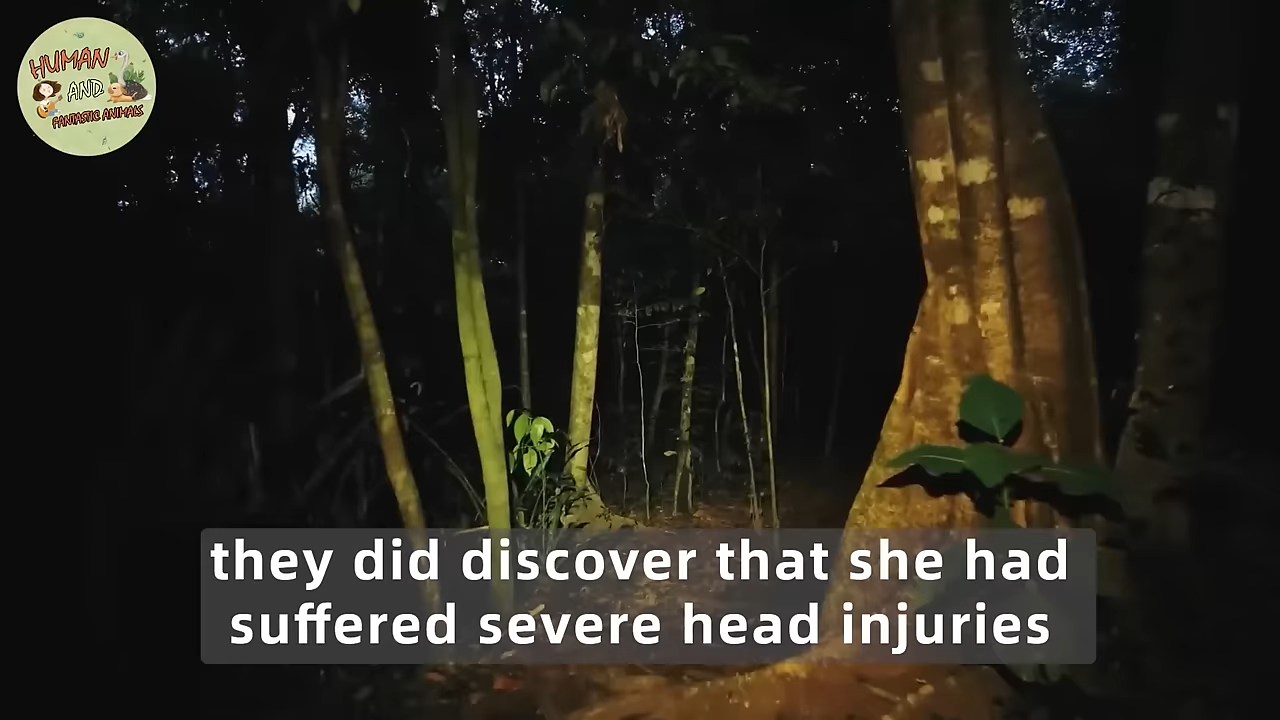 HUMAN
AND
FANTASTIC ANIMALS
they did discover that she had
suffered severe head injuries